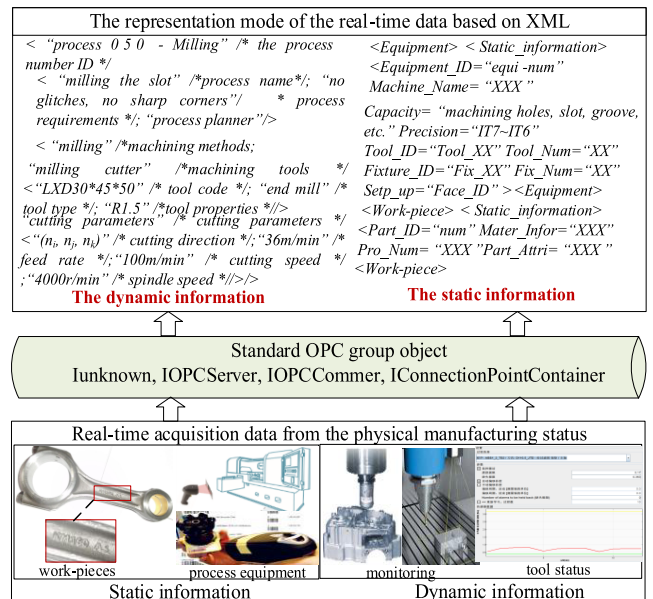 The representation mode of the real-time data based on XML
< “process 0 5 0 - Milling” /* the process
number ID */
< “milling the slot” /*process name*/; “no
glitches, no sharp corners”/ * process
requirements */; “process planner”/>
< “milling” /*machining methods;
“milling cutter” /*machining tools */
<“LXD30*45*50” /* tool code */; “end mill” /*
tool type */; “R1.5” /*tool properties *//>
“cutting parameters” /* cutting parameters */
<“(ni, nj, nk)” /* cutting direction */;“36m/min” /*
feed rate */;“100m/min” /* cutting speed */
;“4000r/min” /* spindle speed *//>/>
The dynamic information
<Equipment> < Static_information>
<Equipment_ID=“equi -num”
Machine_Name= “XXX ”
Capacity= “machining holes, slot, groove,
etc.” Precision=“IT7~IT6”
Tool_ID=“Tool_XX” Tool_Num=“XX”
Fixture_ID=“Fix_XX” Fix_Num=“XX”
Setp_up=“Face_ID” > <Equipment>
<Work-piece> < Static_information>
<Part_ID=“num” Mater_Infor=“XXX”
Pro_Num= “XXX ”Part_Attri= “XXX ”
<Work-piece>
The static information
Standard OPC group object
Iunknown, IOPCServer, IOPCCommer, IConnectionPointContainer
Real-time acquisition data from the physical manufacturing status
work-pieces
process equipment
monitoring
tool status
Static information
Dynamic information